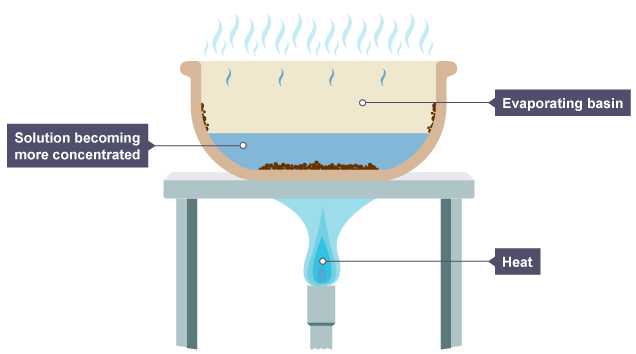 Evaporating basin
Solution becoming
more concentrated
Heat